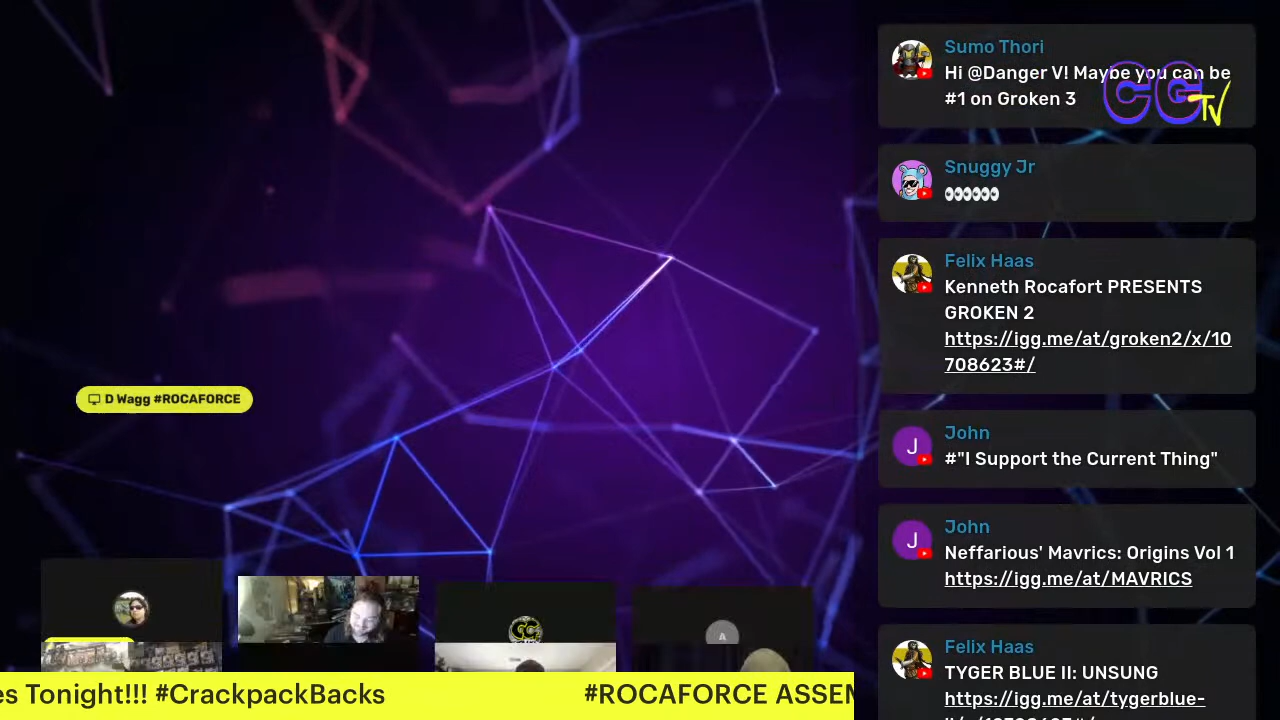 Sumo Thori
Hi @Danger V! Maybe you can be
#1 on Groken 3
CG TV
Snuggy Jr
Felix Haas
Kenneth Rocafort PRESENTS
GROKEN 2
https://igg.me/at/groken2/x/10
708623#/
J
John
#"I Support the Current Thing"
J
John
Neffarious' Mavrics: Origins Vol 1
https://igg.me/at/MAVRICS
Felix Haas
TYGER BLUE II: UNSUNG
https://igg.me/at/tygerblue-
D Wagg #ROCAFORCE
A
es Tonight!!! #CrackpackBacks
#ROCAFORCE ASSEM